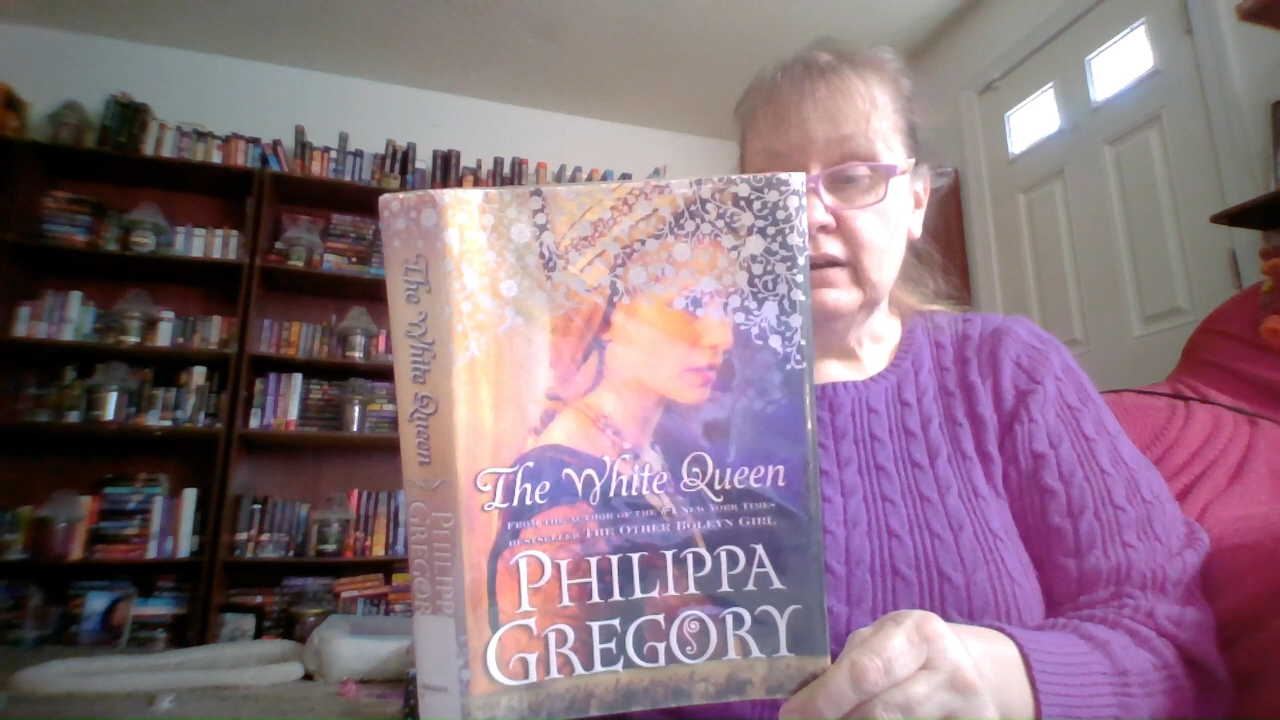 The White Queen
PHILIPPA
GREGOR
The White Queen
FROM THE AUTHOR OF THE #1 NEW YORK TIMES
BESTSELLER THE OTHER BOLEYN GIRL
PHILIPPA
GREGORY